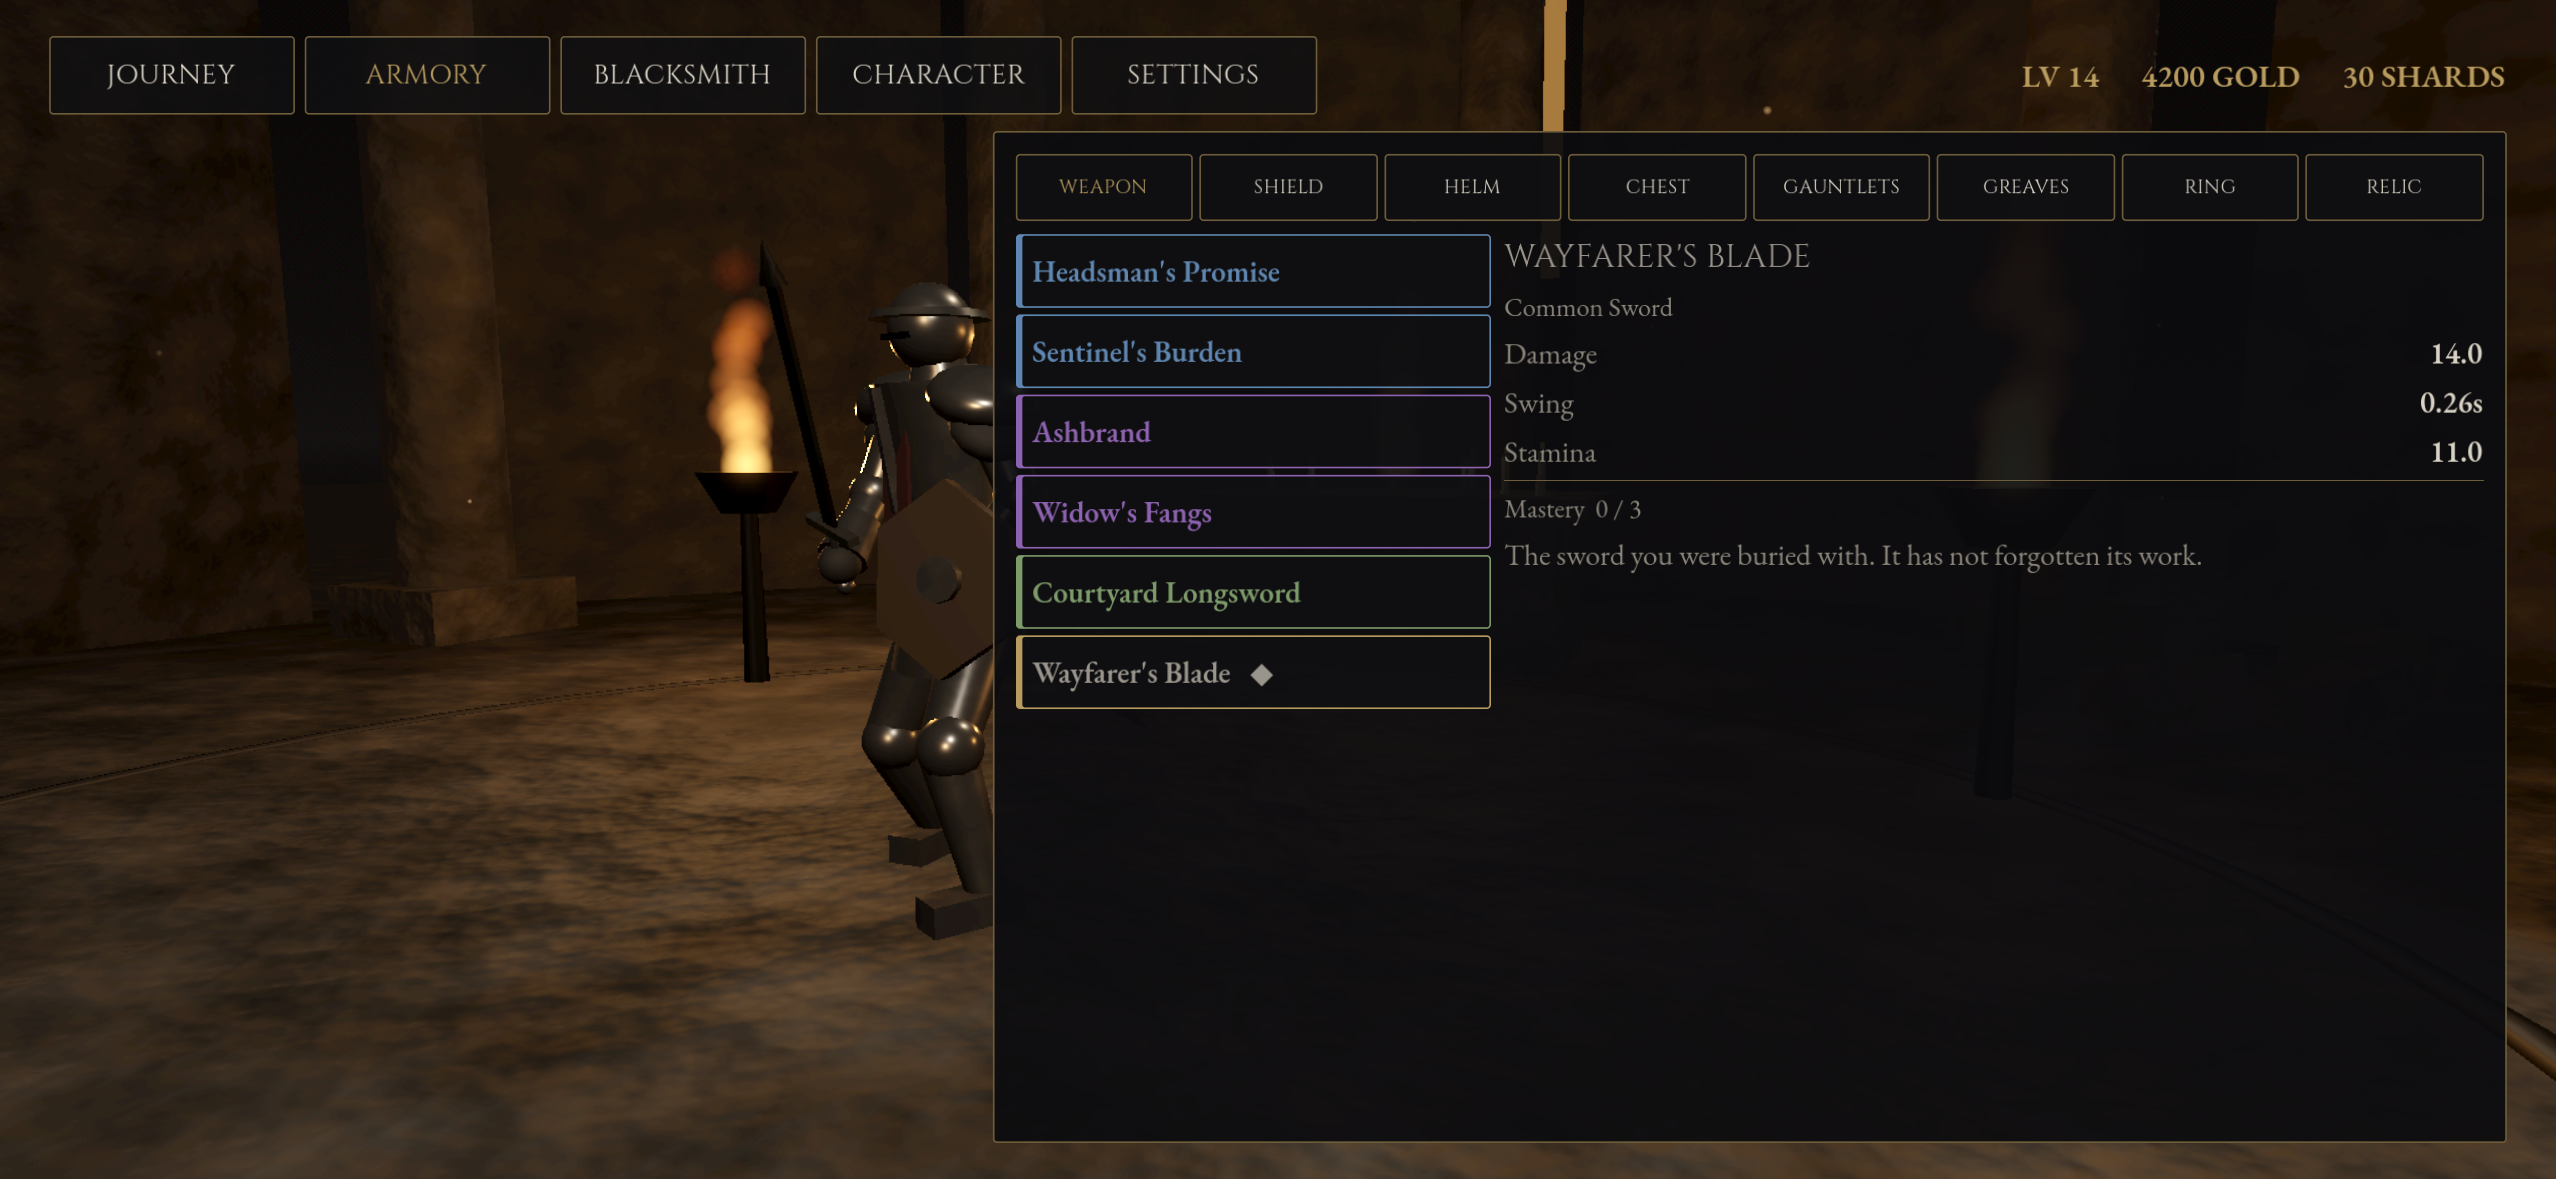 JOURNEY ARMORY BLACKSMITH CHARACTER SETTINGS LV 14 4200 GOLD 30 SHARDS
WEAPON SHIELD HELM CHEST GAUNTLETS GREAVES RING RELIC
Headsman's Promise
Sentinel's Burden
Ashbrand
Widow's Fangs
Courtyard Longsword
Wayfarer's Blade ◆
WAYFARER'S BLADE
Common Sword
Damage 14.0
Swing 0.26s
Stamina 11.0
Mastery 0 / 3
The sword you were buried with. It has not forgotten its work.